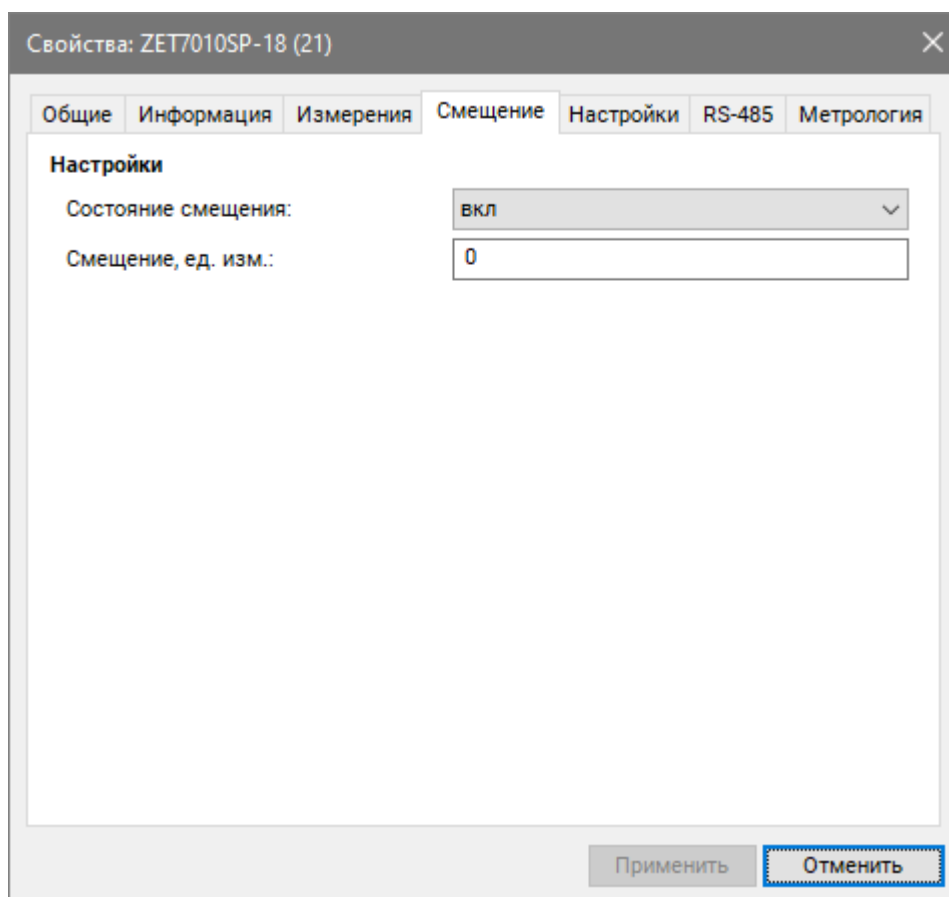 Свойства: ZET7010SP-18 (21)
Общие Информация Измерения Смещение Настройки RS-485 Метрология
Настройки
Состояние смещения: вкл
Смещение, ед. изм.: 0
Применить Отменить